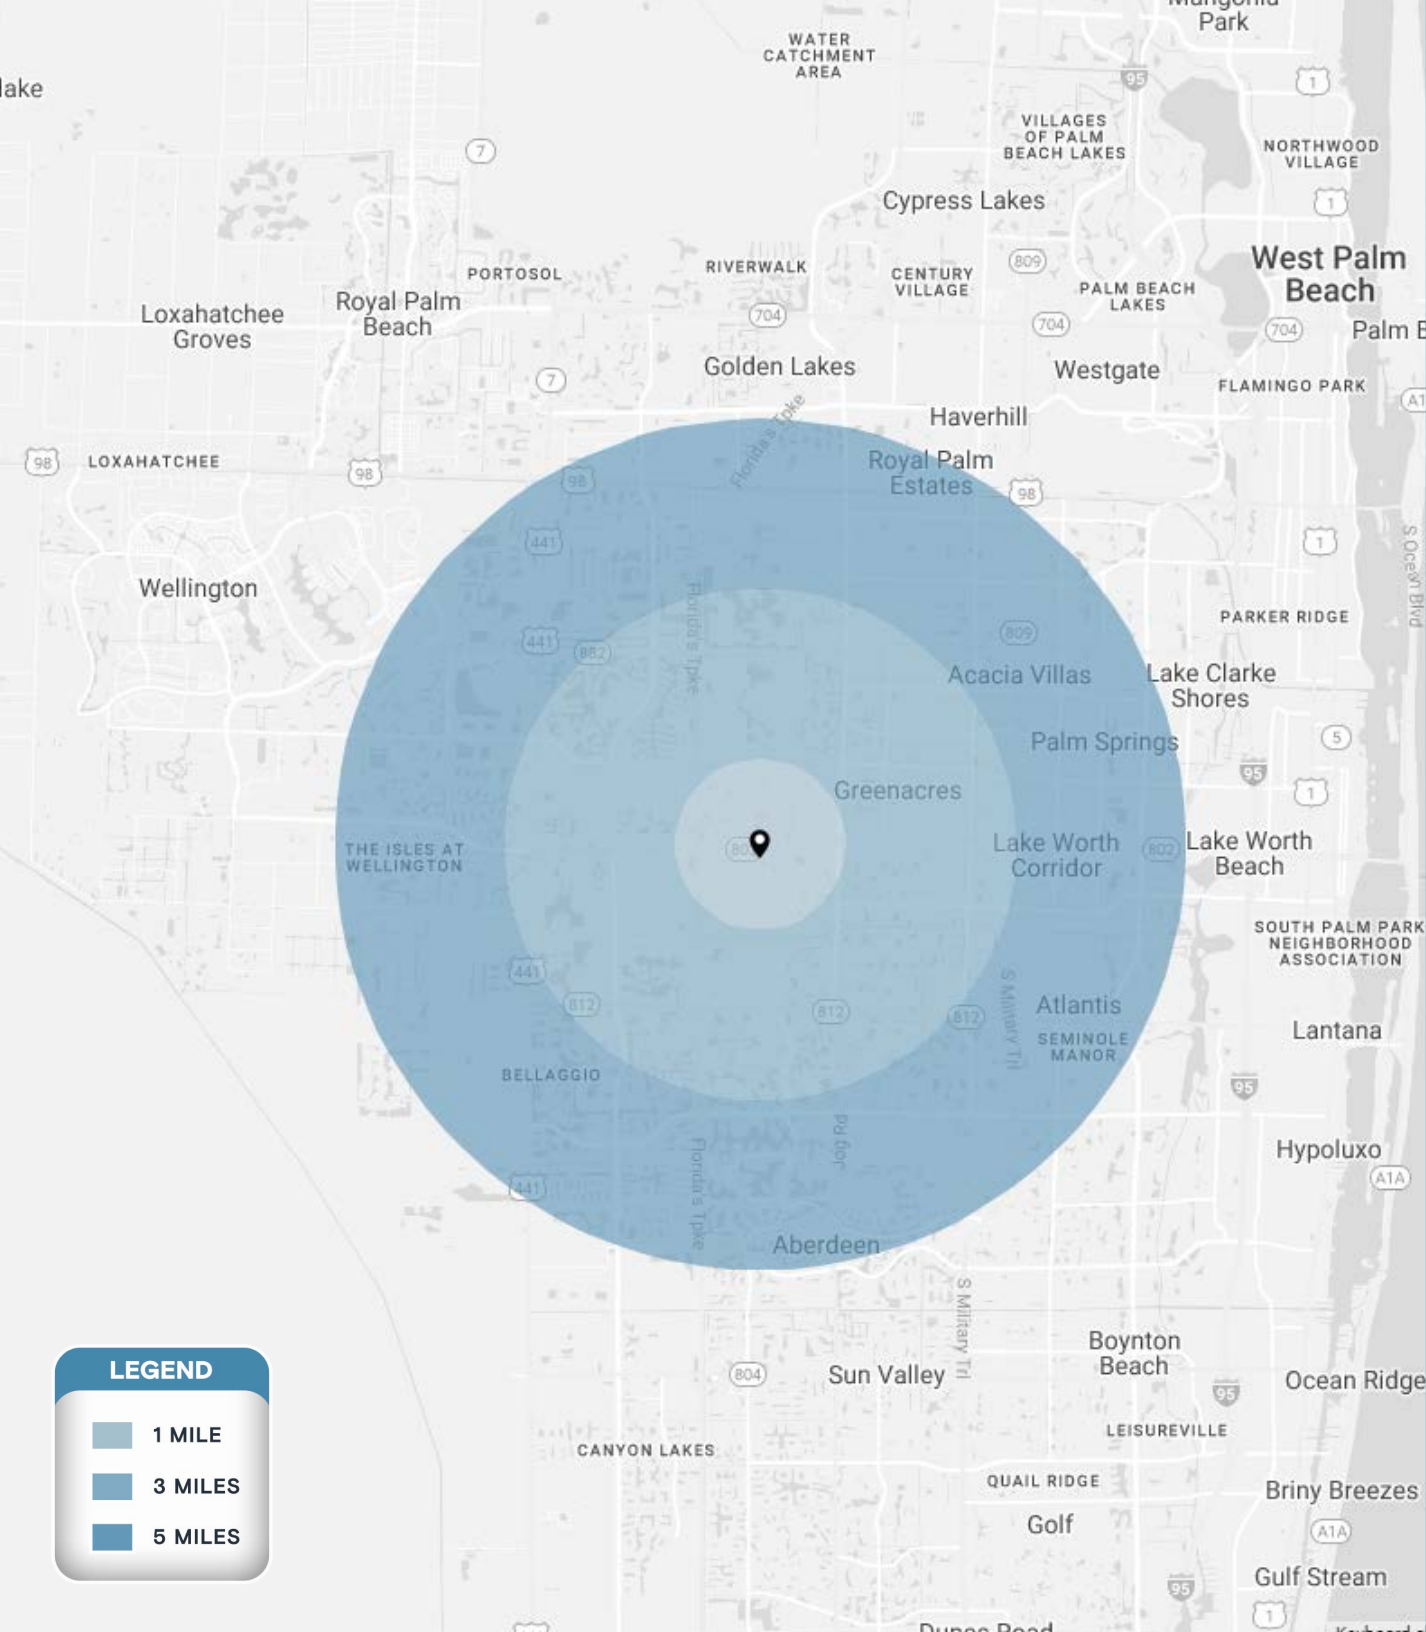 Park
WATER
CATCHMENT
AREA
95
1
lake
VILLAGES
OF PALM
BEACH LAKES
7
NORTHWOOD
VILLAGE
Cypress Lakes
1
West Palm
Beach
809
PORTOSOL
RIVERWALK
CENTURY
VILLAGE
PALM BEACH
LAKES
Loxahatchee
Groves
Royal Palm
Beach
704
704
704
Palm B
Golden Lakes
Westgate
7
FLAMINGO PARK
A1
Haverhill
Florida's Tpke
98
LOXAHATCHEE
98
98
Royal Palm
Estates
98
441
1
S Ocean Blvd
Wellington
Florida's Tpke
PARKER RIDGE
441
882
809
Acacia Villas
Lake Clarke
Shores
Palm Springs
5
95
Greenacres
1
THE ISLES AT
WELLINGTON
Lake Worth
Corridor
802
Lake Worth
Beach
SOUTH PALM PARK
NEIGHBORHOOD
ASSOCIATION
441
812
812
812
S Military Trl
Atlantis
SEMINOLE
MANOR
Lantana
BELLAGGIO
95
Jog Rd
Hypoluxo
A1A
441
Florida's Tpke
Aberdeen
S Military Trl
Boynton
Beach
804
Sun Valley
Ocean Ridge
95
LEISUREVILLE
CANYON LAKES
QUAIL RIDGE
Briny Breezes
Golf
A1A
Gulf Stream
95
1
LEGEND
1 MILE
3 MILES
5 MILES